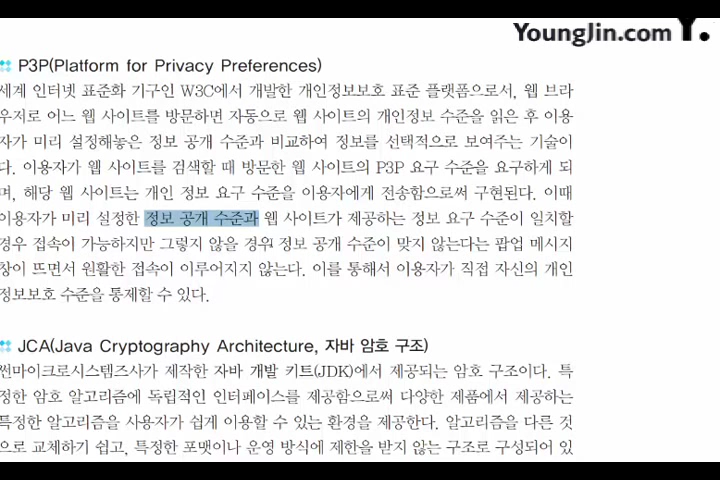 YoungJin.com Y.
P3P(Platform for Privacy Preferences)
세계 인터넷 표준화 기구인 W3C에서 개발한 개인정보보호 표준 플랫폼으로서, 웹 브라
우저로 어느 웹 사이트를 방문하면 자동으로 웹 사이트의 개인정보 수준을 읽은 후 이용
자가 미리 설정해놓은 정보 공개 수준과 비교하여 정보를 선택적으로 보여주는 기술이
다. 이용자가 웹 사이트를 검색할 때 방문한 웹 사이트의 P3P 요구 수준을 요구하게 되
며, 해당 웹 사이트는 개인 정보 요구 수준을 이용자에게 전송함으로써 구현된다. 이때
이용자가 미리 설정한 정보 공개 수준과 웹 사이트가 제공하는 정보 요구 수준이 일치할
경우 접속이 가능하지만 그렇지 않을 경우 정보 공개 수준이 맞지 않는다는 팝업 메시지
창이 뜨면서 원활한 접속이 이루어지지 않는다. 이를 통해서 이용자가 직접 자신의 개인
정보보호 수준을 통제할 수 있다.
JCA(Java Cryptography Architecture, 자바 암호 구조)
썬마이크로시스템즈사가 제작한 자바 개발 키트(JDK)에서 제공되는 암호 구조이다. 특
정한 암호 알고리즘에 독립적인 인터페이스를 제공함으로써 다양한 제품에서 제공하는
특정한 알고리즘을 사용자가 쉽게 이용할 수 있는 환경을 제공한다. 알고리즘을 다른 것
으로 교체하기 쉽고, 특정한 포맷이나 운영 방식에 제한을 받지 않는 구조로 구성되어 있